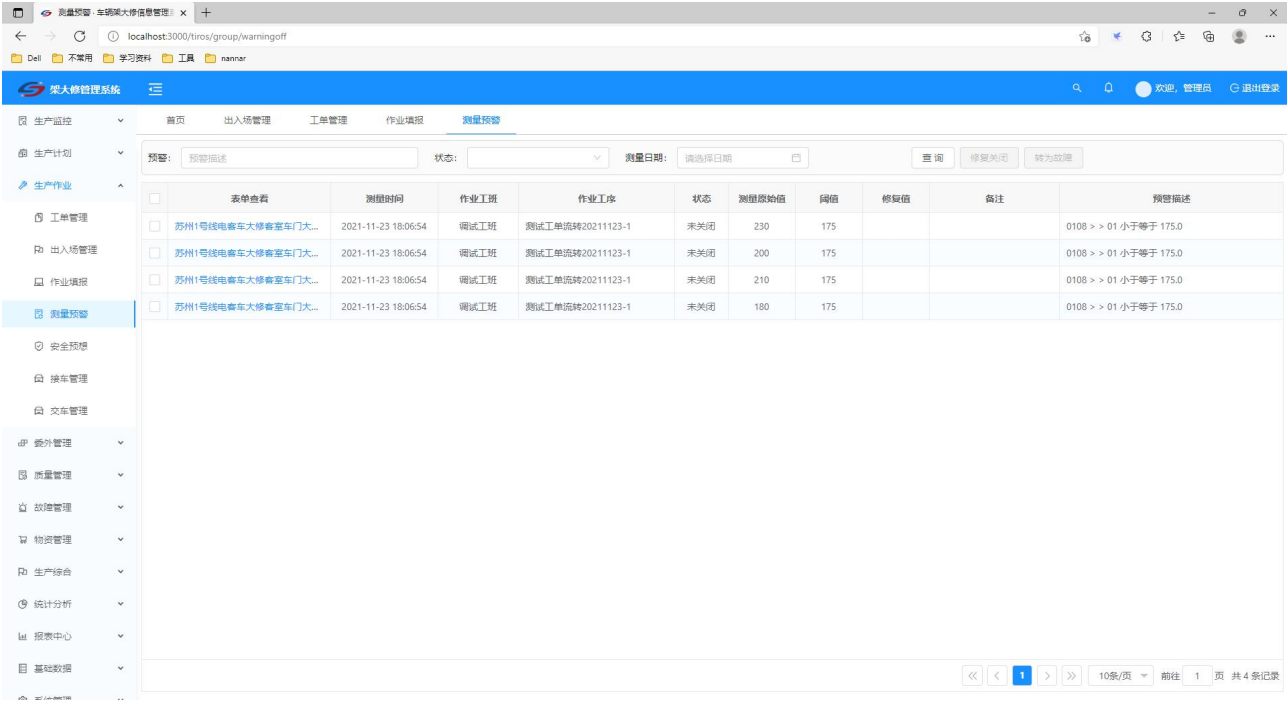 测量预警 · 车辆架大修信息管理
localhost:3000/tiros/group/warningoff
Dell 不常用 学习资料 工具 nannar
架大修管理系统 欢迎, 管理员 退出登录
生产监控
生产计划
生产作业
工单管理
出入场管理
作业填报
测量预警
安全预想
接车管理
交车管理
委外管理
质量管理
故障管理
物资管理
生产综合
统计分析
报表中心
基础数据
系统管理
首页 出入场管理 工单管理 作业填报 测量预警
预警: 预警描述 状态: 测量日期: 请选择日期 查询 修复关闭 转为故障
表单查看 测量时间 作业工班 作业工序 状态 测量原始值 阈值 修复值 备注 预警描述
苏州1号线电客车大修客室车门大... 2021-11-23 18:06:54 调试工班 测试工单流转20211123-1 未关闭 230 175 0108 > > 01 小于等于 175.0
苏州1号线电客车大修客室车门大... 2021-11-23 18:06:54 调试工班 测试工单流转20211123-1 未关闭 200 175 0108 > > 01 小于等于 175.0
苏州1号线电客车大修客室车门大... 2021-11-23 18:06:54 调试工班 测试工单流转20211123-1 未关闭 210 175 0108 > > 01 小于等于 175.0
苏州1号线电客车大修客室车门大... 2021-11-23 18:06:54 调试工班 测试工单流转20211123-1 未关闭 180 175 0108 > > 01 小于等于 175.0
1 10条/页 前往 1 页 共 4 条记录